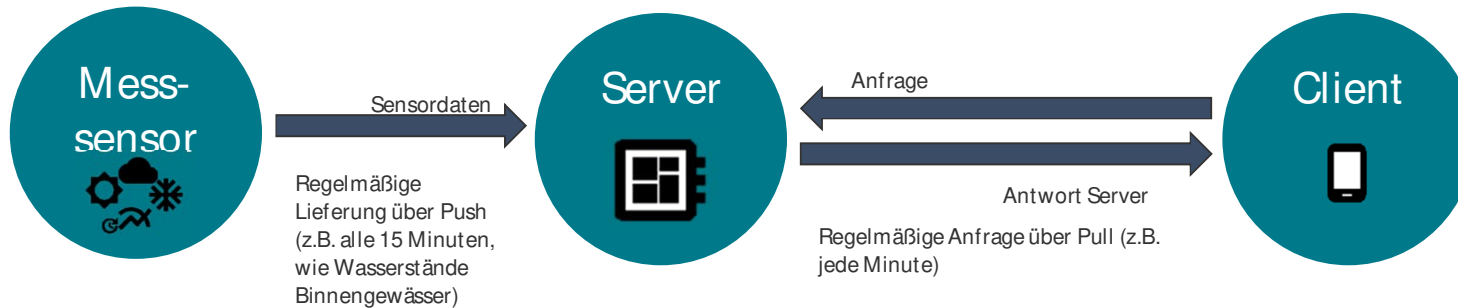 Mess-
sensor
Sensordaten
Regelmäßige
Lieferung über Push
(z.B. alle 15 Minuten,
wie Wasserstände
Binnengewässer)
Server
Anfrage
Antwort Server
Regelmäßige Anfrage über Pull (z.B.
jede Minute)
Client